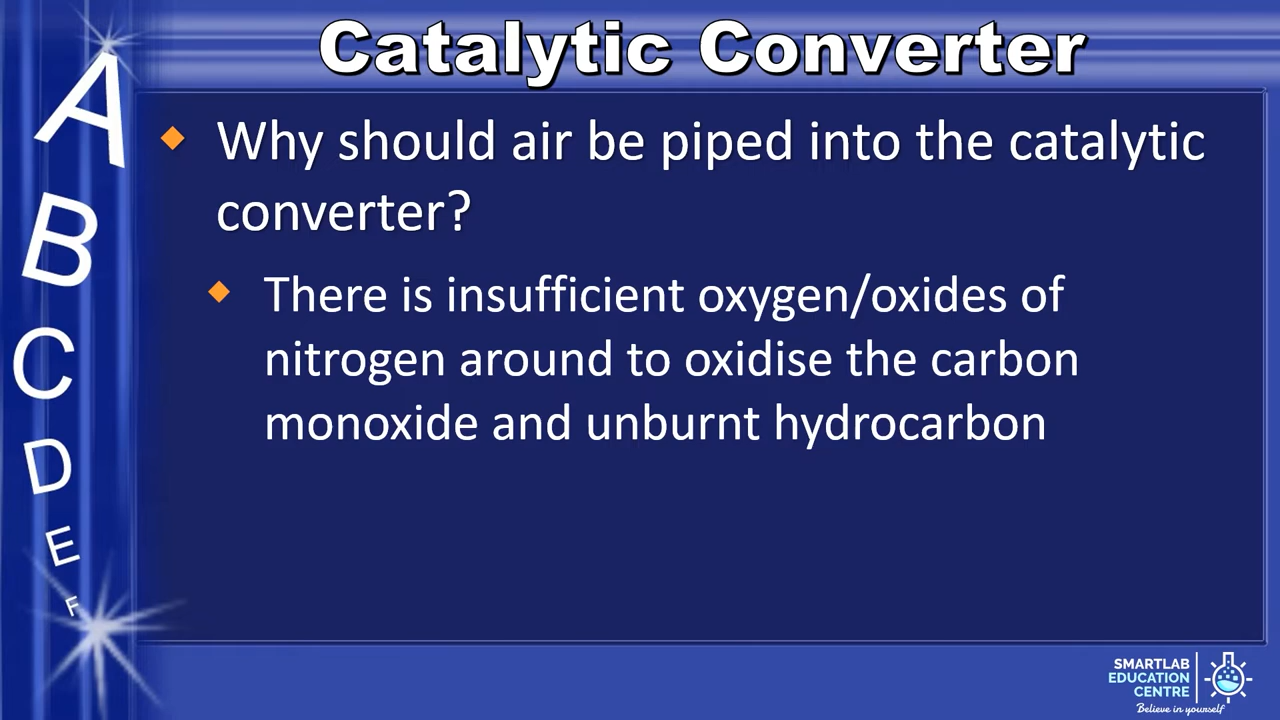 Catalytic Converter
A
B
C
D
E
F
Why should air be piped into the catalytic
converter?
There is insufficient oxygen/oxides of
nitrogen around to oxidise the carbon
monoxide and unburnt hydrocarbon
SMARTLAB
EDUCATION
CENTRE
Believe in yourself